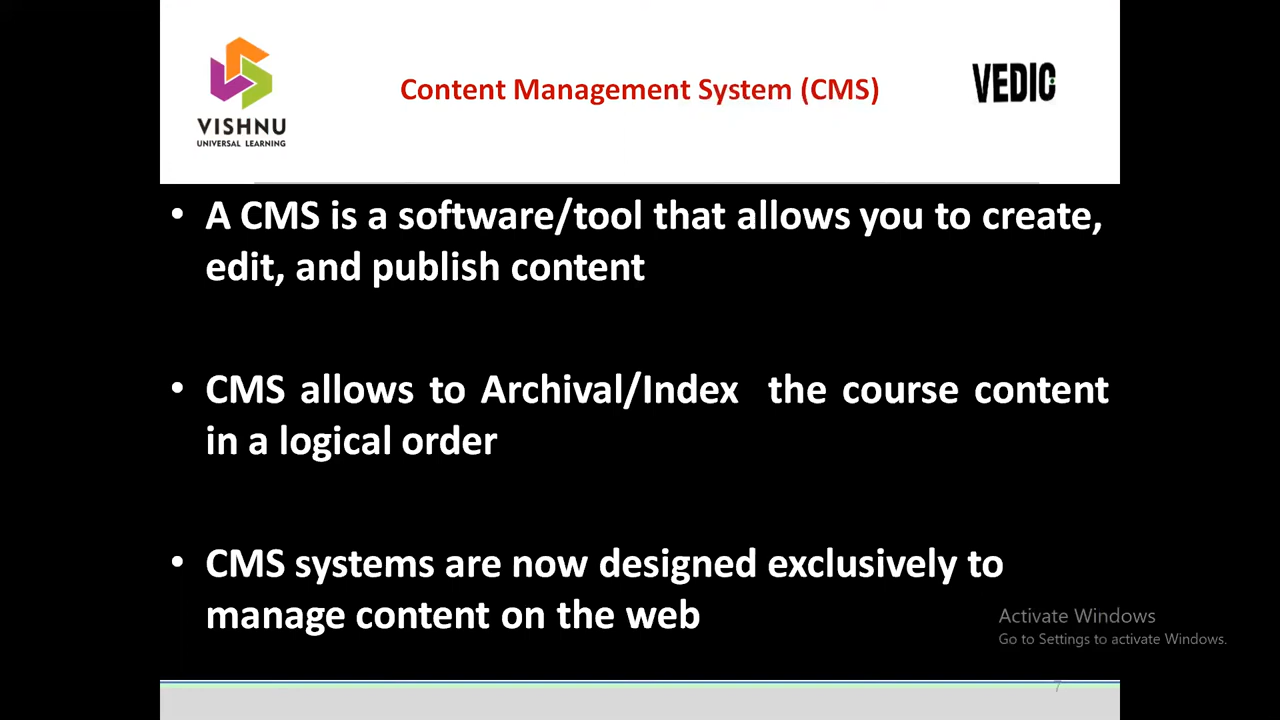 VISHNU
UNIVERSAL LEARNING
Content Management System (CMS)
VEDIC
• A CMS is a software/tool that allows you to create,
edit, and publish content
• CMS allows to Archival/Index the course content
in a logical order
• CMS systems are now designed exclusively to
manage content on the web
Activate Windows
Go to Settings to activate Windows.
7